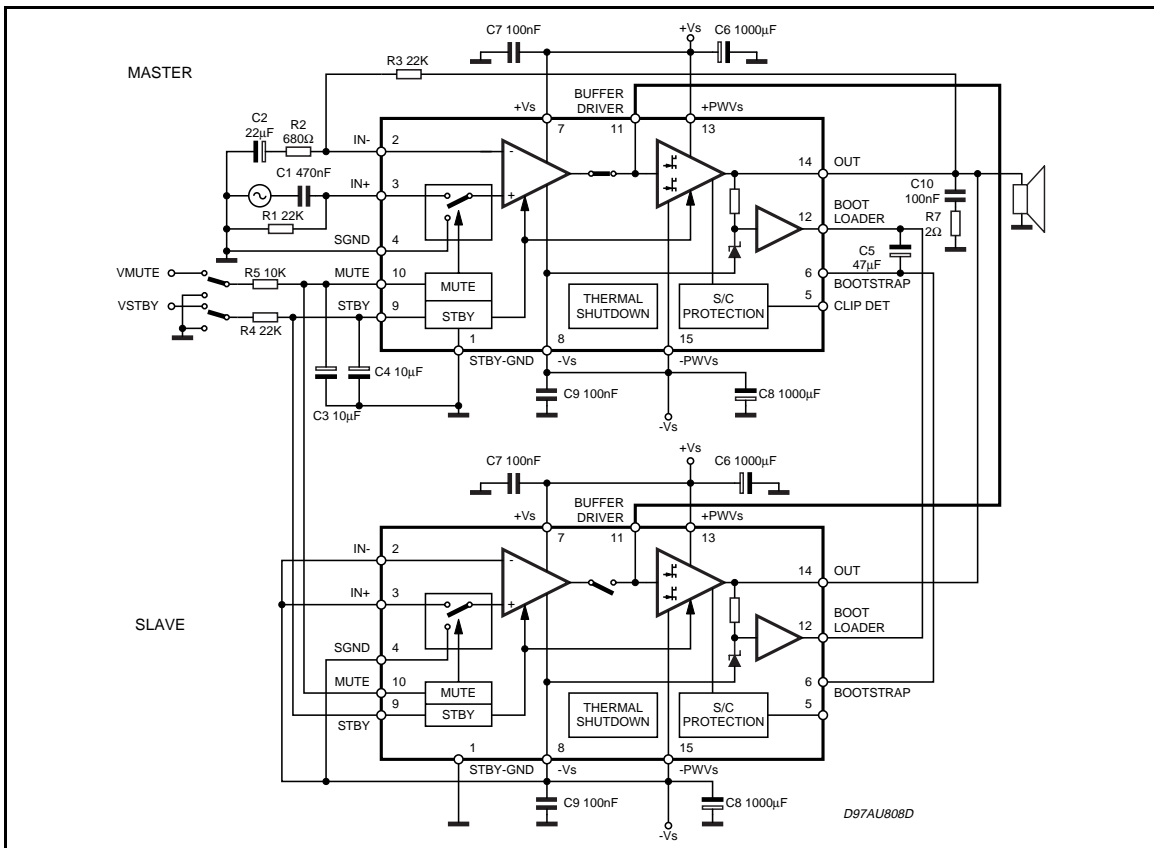 C7 100nF
+Vs
C6 1000µF
MASTER
R3 22K
+Vs
BUFFER
DRIVER
+PWVs
7
11
13
C2
22µF
R2
680Ω
IN-
2
-
14
OUT
C1 470nF
IN+
3
+
C10
100nF
R1 22K
12
BOOT
LOADER
R7
2Ω
SGND
4
C5
47µF
VMUTE
R5 10K
MUTE
10
MUTE
6
BOOTSTRAP
VSTBY
STBY
9
STBY
THERMAL
SHUTDOWN
S/C
PROTECTION
5
CLIP DET
R4 22K
1
STBY-GND
8
-Vs
15
-PWVs
C3 10µF
C4 10µF
C9 100nF
C8 1000µF
-Vs
C7 100nF
+Vs
C6 1000µF
+Vs
BUFFER
DRIVER
+PWVs
7
11
13
IN-
2
-
14
OUT
IN+
3
+
SLAVE
12
BOOT
LOADER
SGND
4
MUTE
10
MUTE
6
BOOTSTRAP
STBY
9
STBY
THERMAL
SHUTDOWN
S/C
PROTECTION
5
1
STBY-GND
8
-Vs
15
-PWVs
C9 100nF
C8 1000µF
-Vs
D97AU808D